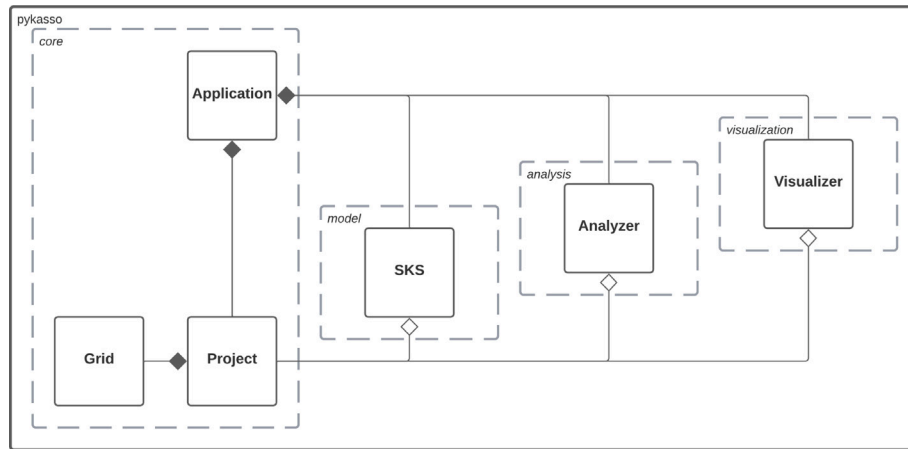 pykasso
core
Application
visualization
Visualizer
analysis
Analyzer
model
SKS
Grid
Project